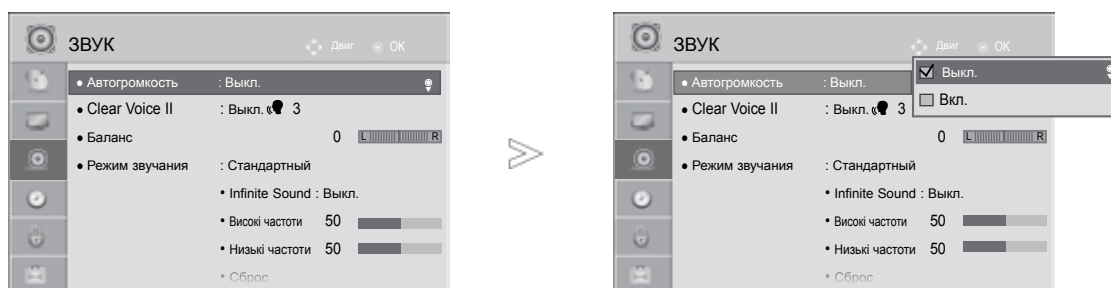 ЗВУК Двиг OK
• Автогромкость : Выкл.
• Clear Voice II : Выкл. 3
• Баланс 0 L R
• Режим звучания : Стандартный
• Infinite Sound : Выкл.
• Високі частоти 50
• Низькі частоти 50
• Сброс
ЗВУК Двиг OK
• Автогромкость : Выкл.
Выкл.
Вкл.
• Clear Voice II : Выкл. 3
• Баланс 0 L R
• Режим звучания : Стандартный
• Infinite Sound : Выкл.
• Високі частоти 50
• Низькі частоти 50
• Сброс